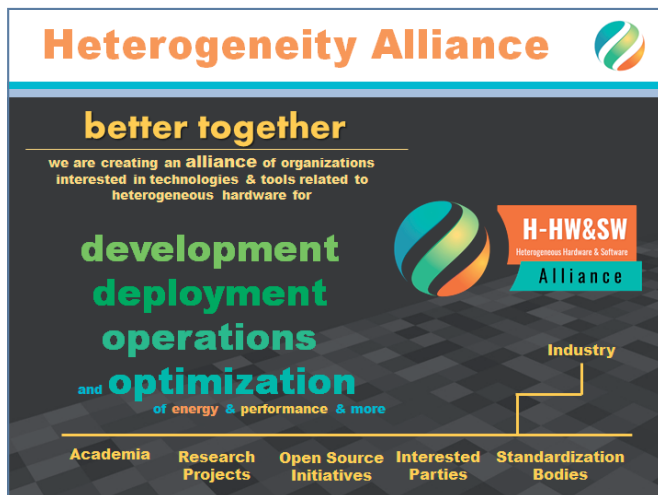 Heterogeneity Alliance
better together
we are creating an alliance of organizations
interested in technologies & tools related to
heterogeneous hardware for
development
deployment
operations
and optimization
of energy & performance & more
H-HW&SW
Heterogeneous Hardware & Software
Alliance
Industry
Academia
Research
Projects
Open Source
Initiatives
Interested
Parties
Standardization
Bodies